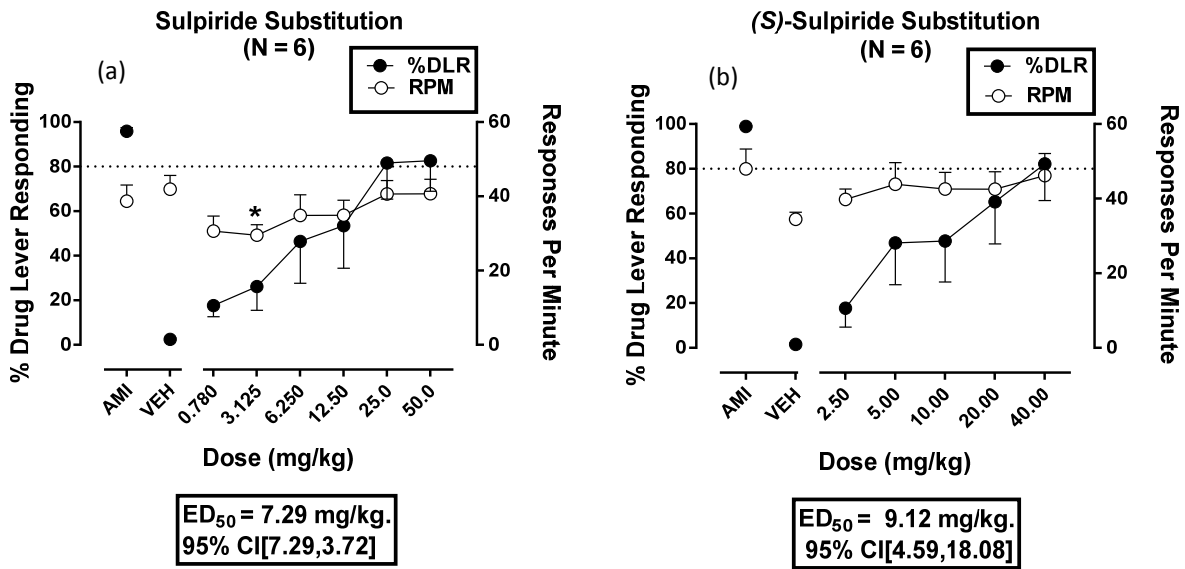 Sulpiride Substitution
(N = 6)
(a)
%DLR
RPM
% Drug Lever Responding
100
80
60
40
20
0
Responses Per Minute
60
40
20
0
*
AMI
VEH
0.780
3.125
6.250
12.50
25.0
50.0
Dose (mg/kg)
ED₅₀ = 7.29 mg/kg.
95% CI[7.29,3.72]
(S)-Sulpiride Substitution
(N = 6)
(b)
%DLR
RPM
% Drug Lever Responding
100
80
60
40
20
0
Responses Per Minute
60
40
20
0
AMI
VEH
2.50
5.00
10.00
20.00
40.00
Dose (mg/kg)
ED₅₀ = 9.12 mg/kg.
95% CI[4.59,18.08]